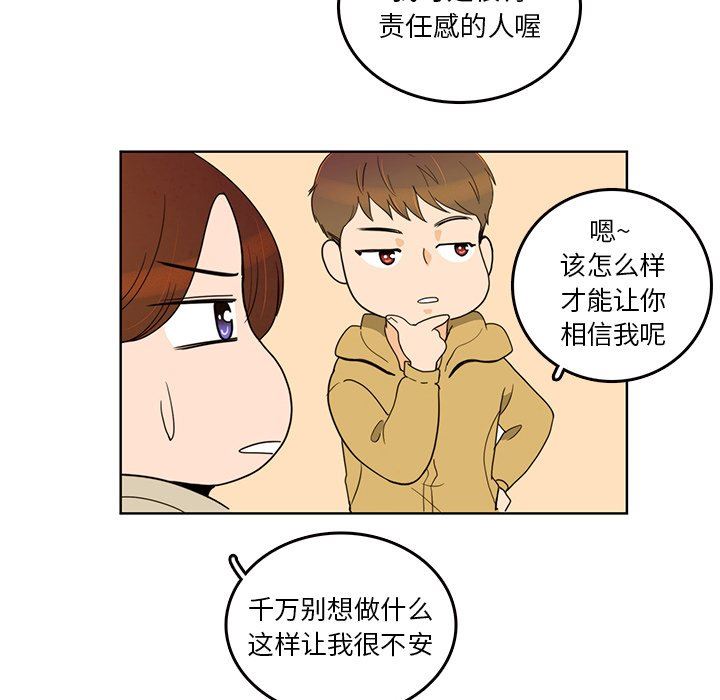 责任感的人喔
嗯~
该怎么样
才能让你
相信我呢
千万别想做什么
这样让我很不安